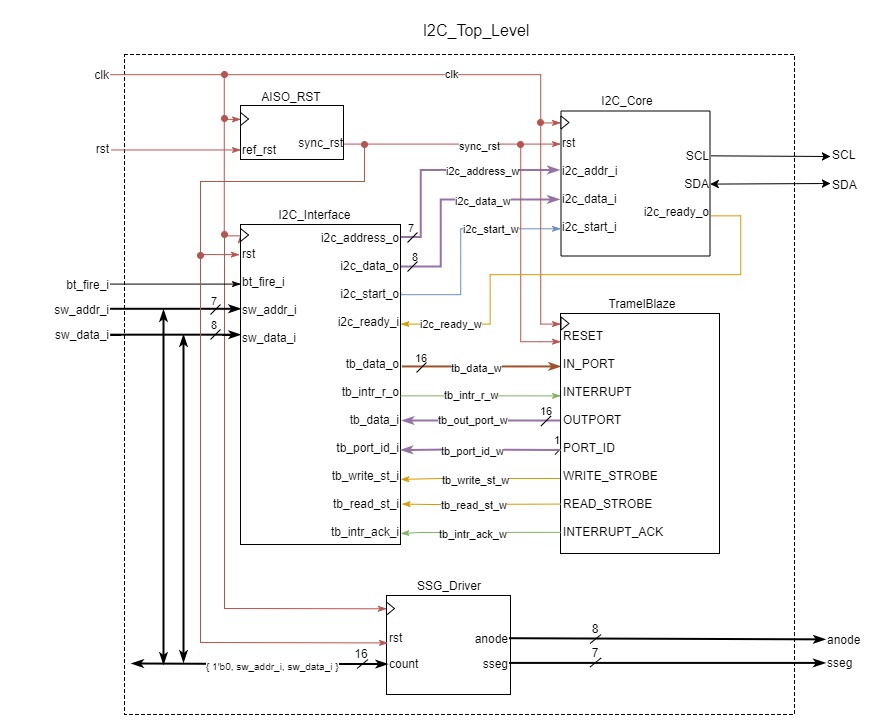 I2C_Top_Level
clk
clk
AISO_RST
I2C_Core
rst
ref_rst
sync_rst
sync_rst
rst
i2c_address_w
i2c_addr_i
SCL
SCL
SDA
SDA
i2c_data_w
i2c_data_i
i2c_ready_o
i2c_start_w
i2c_start_i
I2C_Interface
i2c_address_o
7
rst
i2c_data_o
8
bt_fire_i
bt_fire_i
i2c_start_o
sw_addr_i
7
sw_addr_i
i2c_ready_i
i2c_ready_w
TramelBlaze
sw_data_i
8
sw_data_i
RESET
tb_data_o
16
tb_data_w
IN_PORT
tb_intr_r_o
tb_intr_r_w
INTERRUPT
tb_data_i
tb_out_port_w
16
OUTPORT
tb_port_id_i
tb_port_id_w
1
PORT_ID
tb_write_st_i
tb_write_st_w
WRITE_STROBE
tb_read_st_i
tb_read_st_w
READ_STROBE
tb_intr_ack_i
tb_intr_ack_w
INTERRUPT_ACK
SSG_Driver
rst
anode
8
anode
{ 1'b0, sw_addr_i, sw_data_i }
16
count
sseg
7
sseg